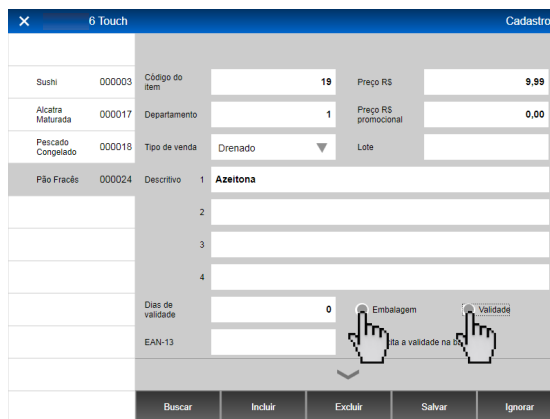 6 Touch
Cadastro
Sushi 000003
Alcatra
Maturada 000017
Pescado
Congelado 000018
Pão Fracês 000024
Código do
item 19
Preço R$ 9,99
Departamento 1
Preço R$
promocional 0,00
Tipo de venda Drenado
Lote
Descritivo 1 Azeitona
2
3
4
Dias de
validade 0
Embalagem
Validade
EAN-13
a validade na
Buscar Incluir Excluir Salvar Ignorar